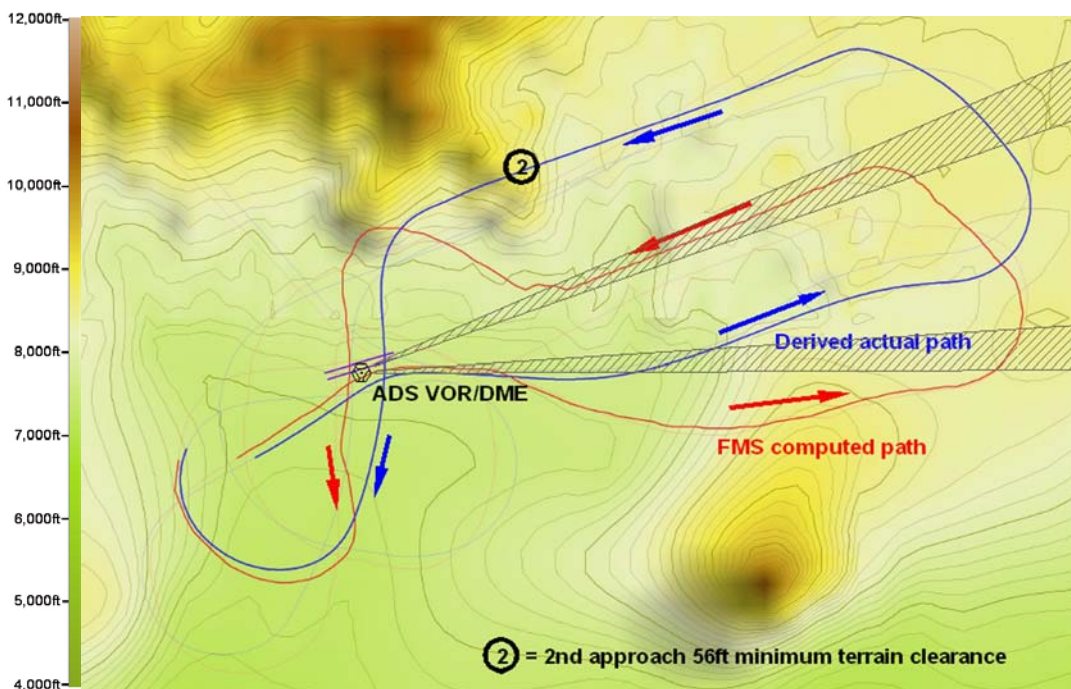 12,000ft
11,000ft
10,000ft
9,000ft
8,000ft
7,000ft
6,000ft
5,000ft
4,000ft
2
Derived actual path
ADS VOR/DME
FMS computed path
2 = 2nd approach 56ft minimum terrain clearance